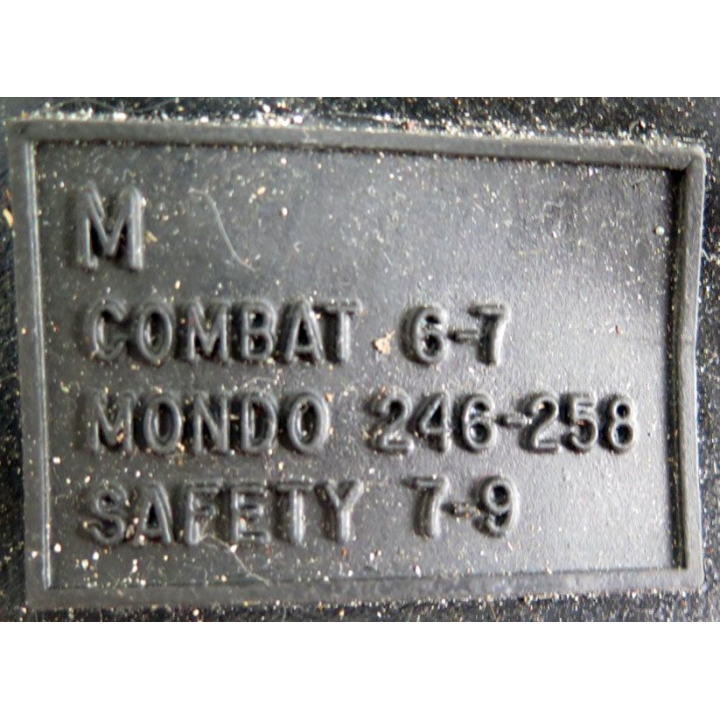 M
COMBAT 6-7
MONDO 246-258
SAFETY 7-9